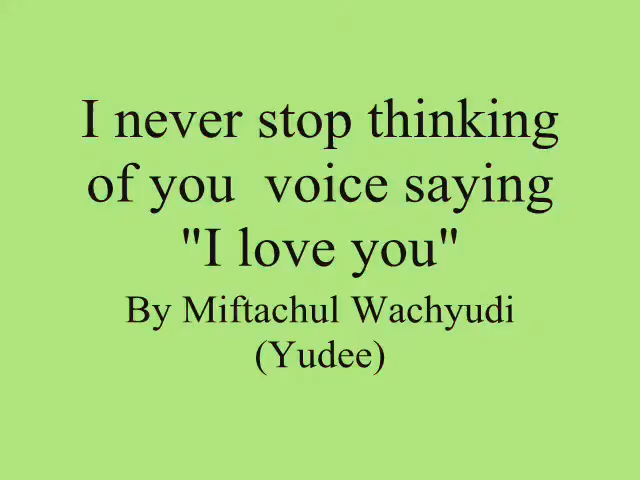 I never stop thinking
of you  voice saying
"I love you"
By Miftachul Wachyudi
(Yudee)